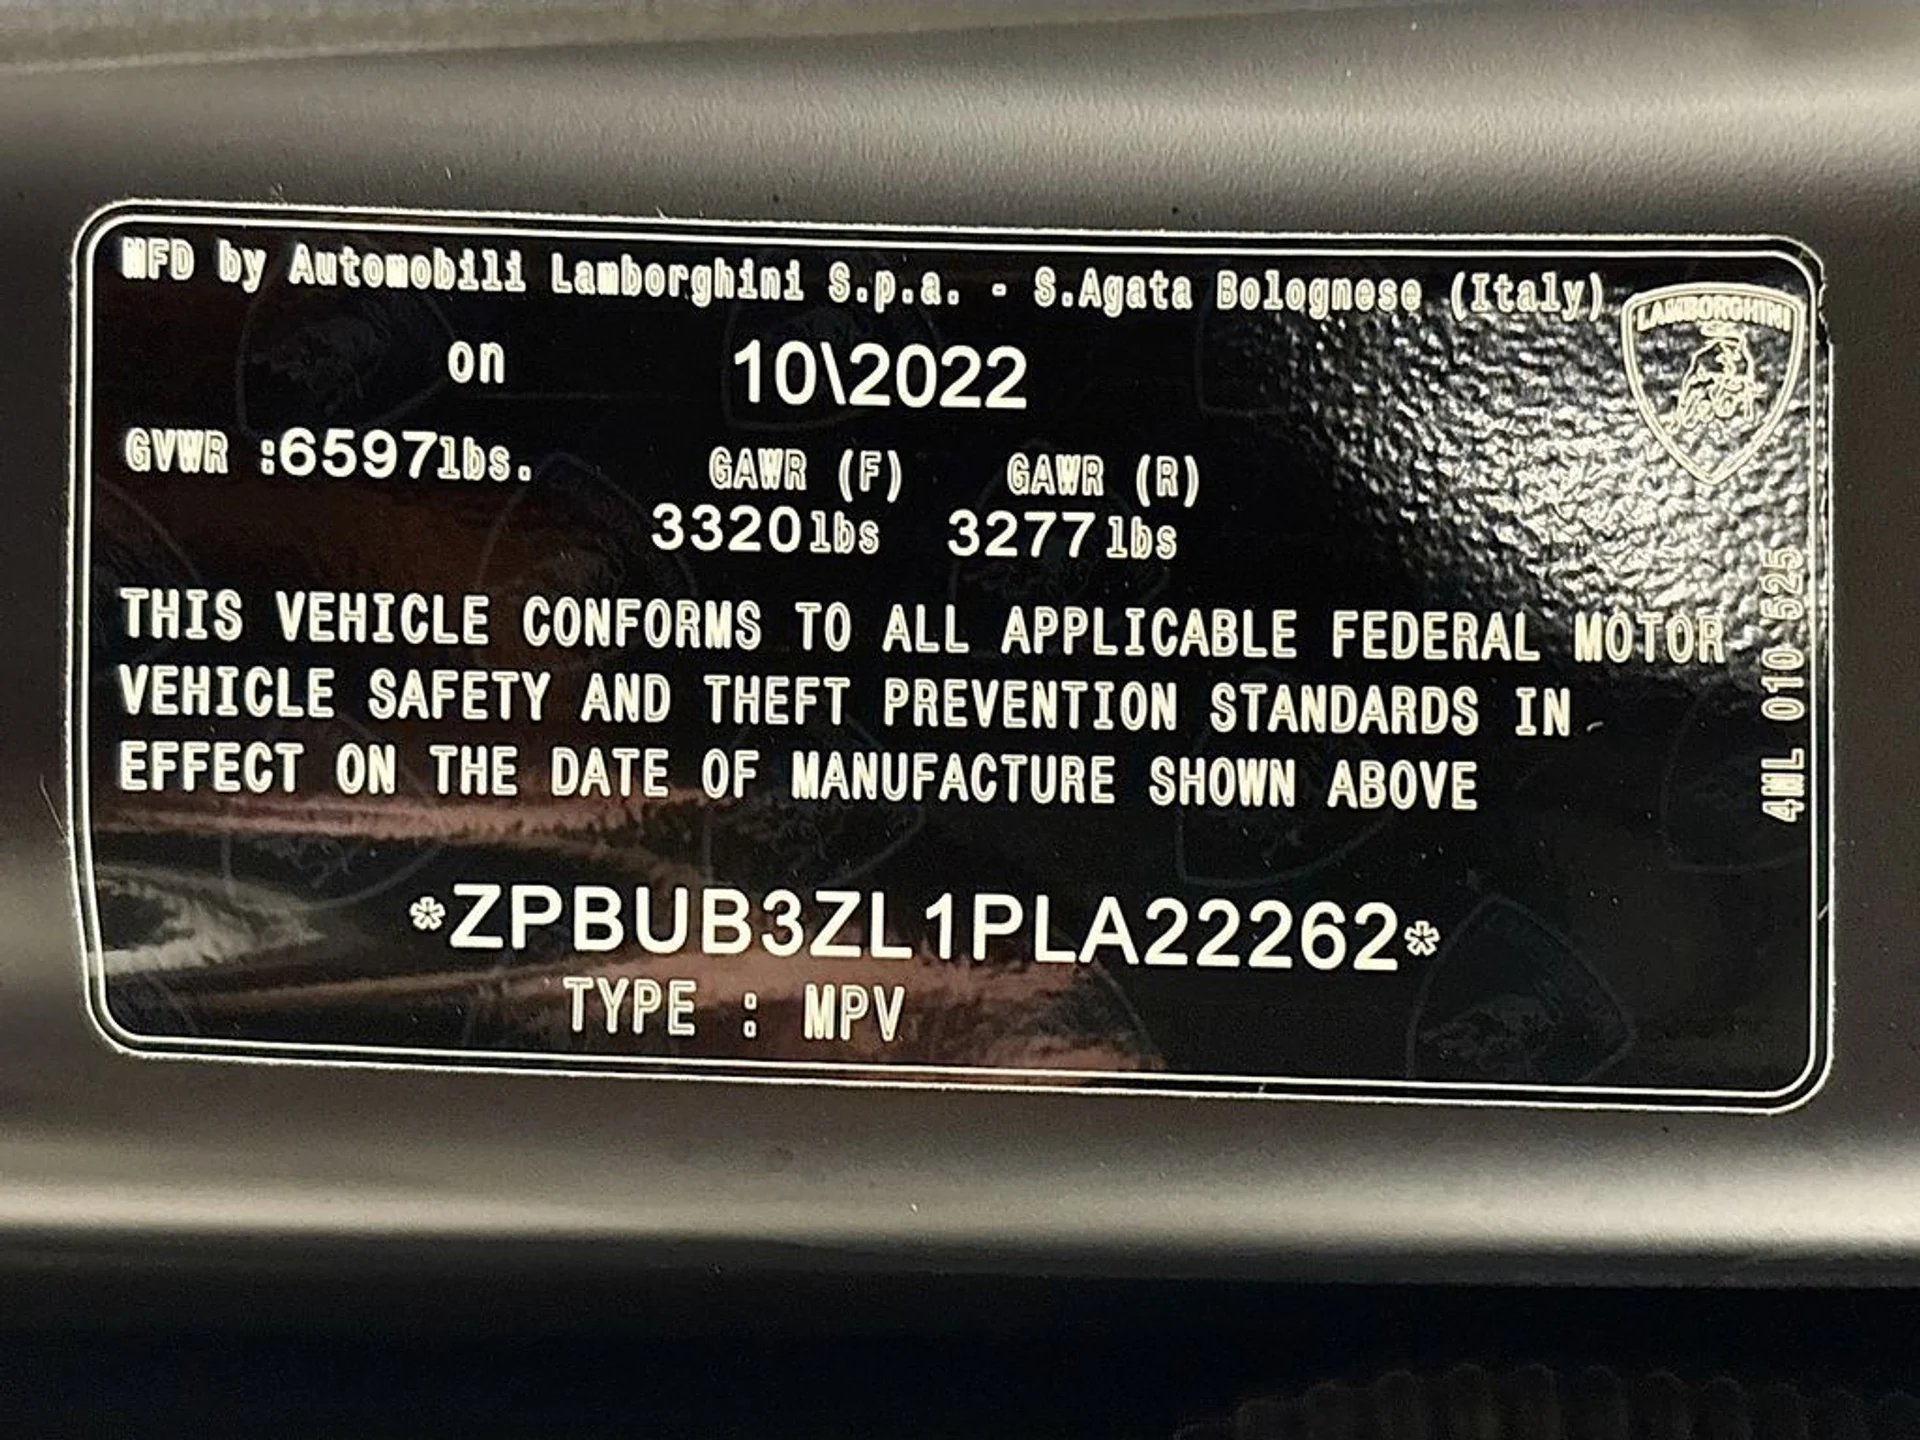 MFD by Automobili Lamborghini S.p.a. - S.Agata Bolognese (Italy)
LAMBORGHINI
on 10\2022
GVWR :6597lbs. GAWR (F) GAWR (R)
3320lbs 3277lbs
THIS VEHICLE CONFORMS TO ALL APPLICABLE FEDERAL MOTOR
VEHICLE SAFETY AND THEFT PREVENTION STANDARDS IN
EFFECT ON THE DATE OF MANUFACTURE SHOWN ABOVE
*ZPBUB3ZL1PLA22262*
TYPE : MPV
4ML 010 525